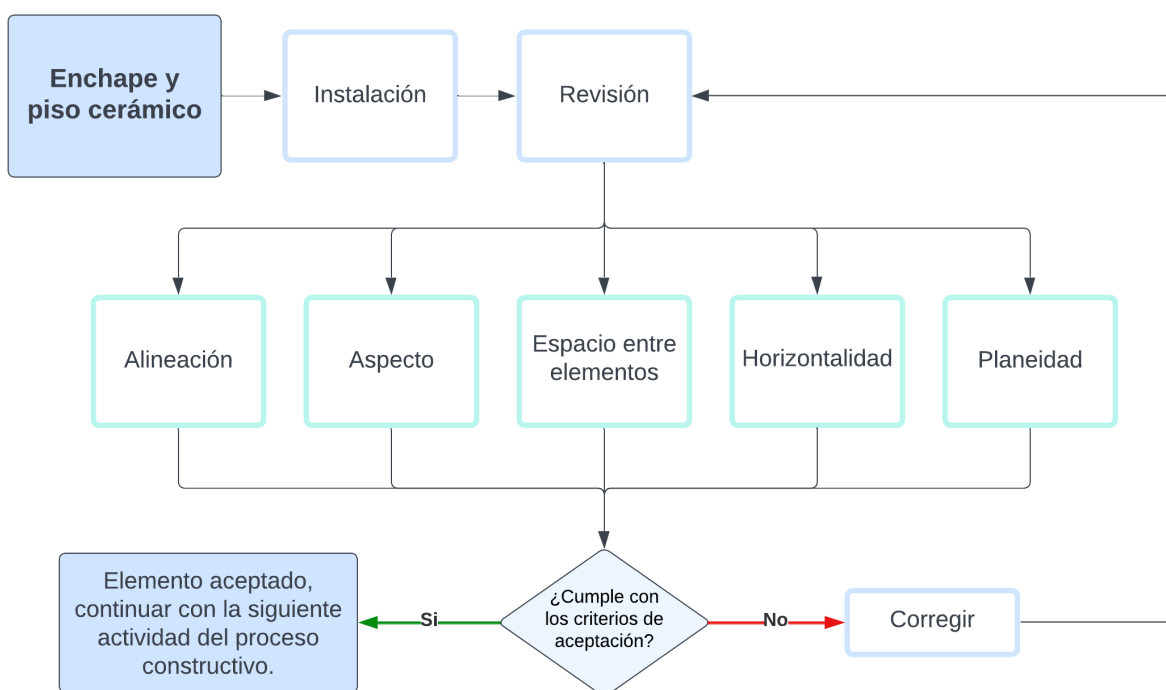 Enchape y
piso cerámico
Instalación
Revisión
Alineación
Aspecto
Espacio entre
elementos
Horizontalidad
Planeidad
Elemento aceptado,
continuar con la siguiente
actividad del proceso
constructivo.
Si
¿Cumple con
los criterios de
aceptación?
No
Corregir